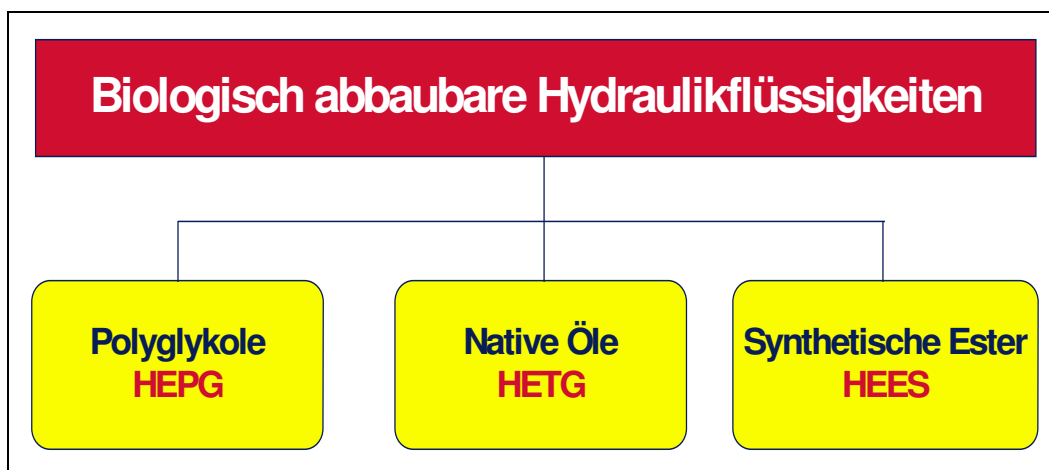 Biologisch abbaubare Hydraulikflüssigkeiten
Polyglykole
HEPG
Native Öle
HETG
Synthetische Ester
HEES